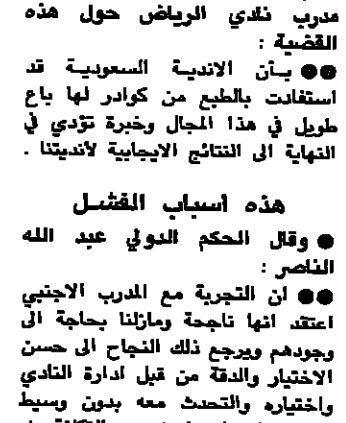 مدرب نادي الرياض حول هذه
القضية :
●● بأن الاندية السعودية قد
استفادت بالطبع من كوادر لها باع
طويل في هذا المجال وخبرة تؤدي في
النهاية الى النتائج الايجابية لأنديتنا .
هذه اسباب الفشل
● وقال الحكم الدولي عبد الله
الناصر :
●● ان التجربة مع المدرب الاجنبي
اعتقد انها ناجحة ومازلنا بحاجة الى
وجودهم ويرجع ذلك النجاح الى حسن
الاختيار والدقة من قبل ادارة النادي
واختياره والتحدث معه بدون وسيط